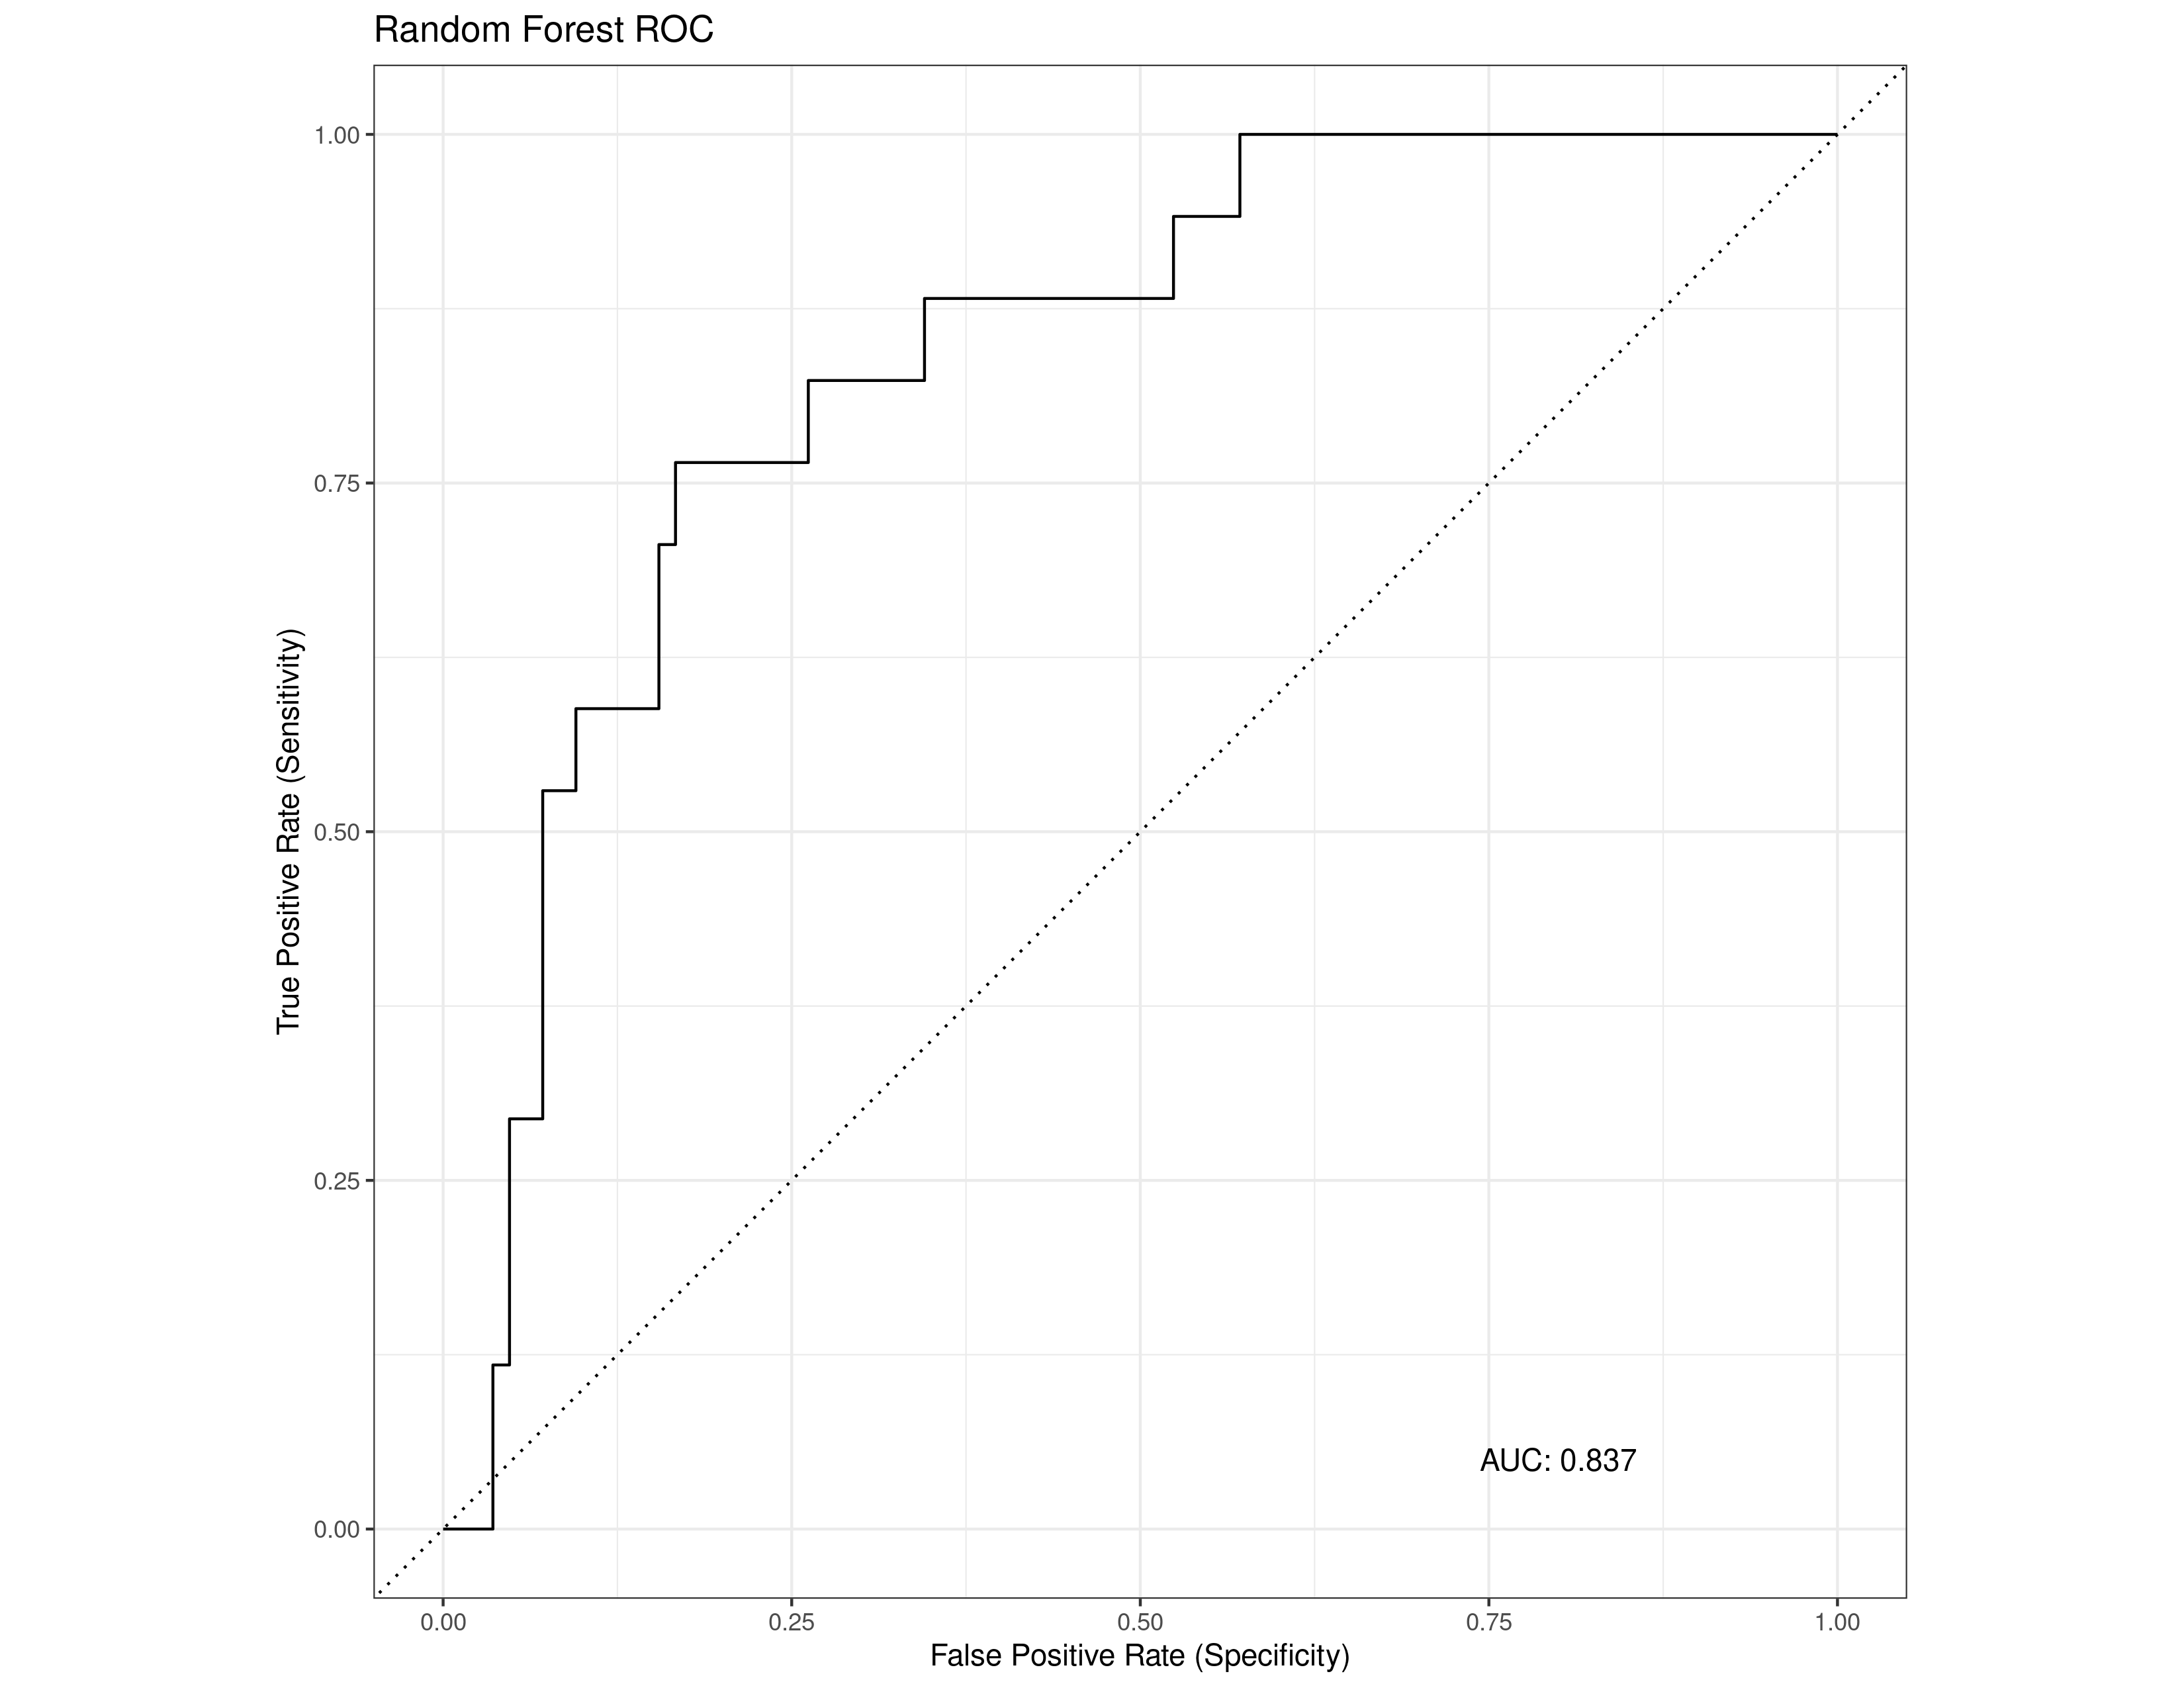 Random Forest ROC
True Positive Rate (Sensitivity)
1.00
0.75
0.50
0.25
0.00
AUC: 0.837
0.00 0.25 0.50 0.75 1.00
False Positive Rate (Specificity)